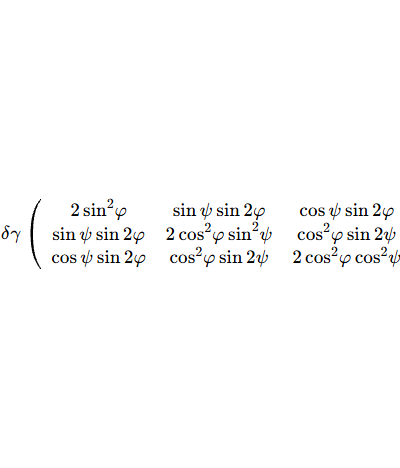 2 sin²φ sin ψ sin 2φ cos ψ sin 2φ
δγ ( sin ψ sin 2φ 2 cos²φ sin²ψ cos²φ sin 2ψ
cos ψ sin 2φ cos²φ sin 2ψ 2 cos²φ cos²ψ